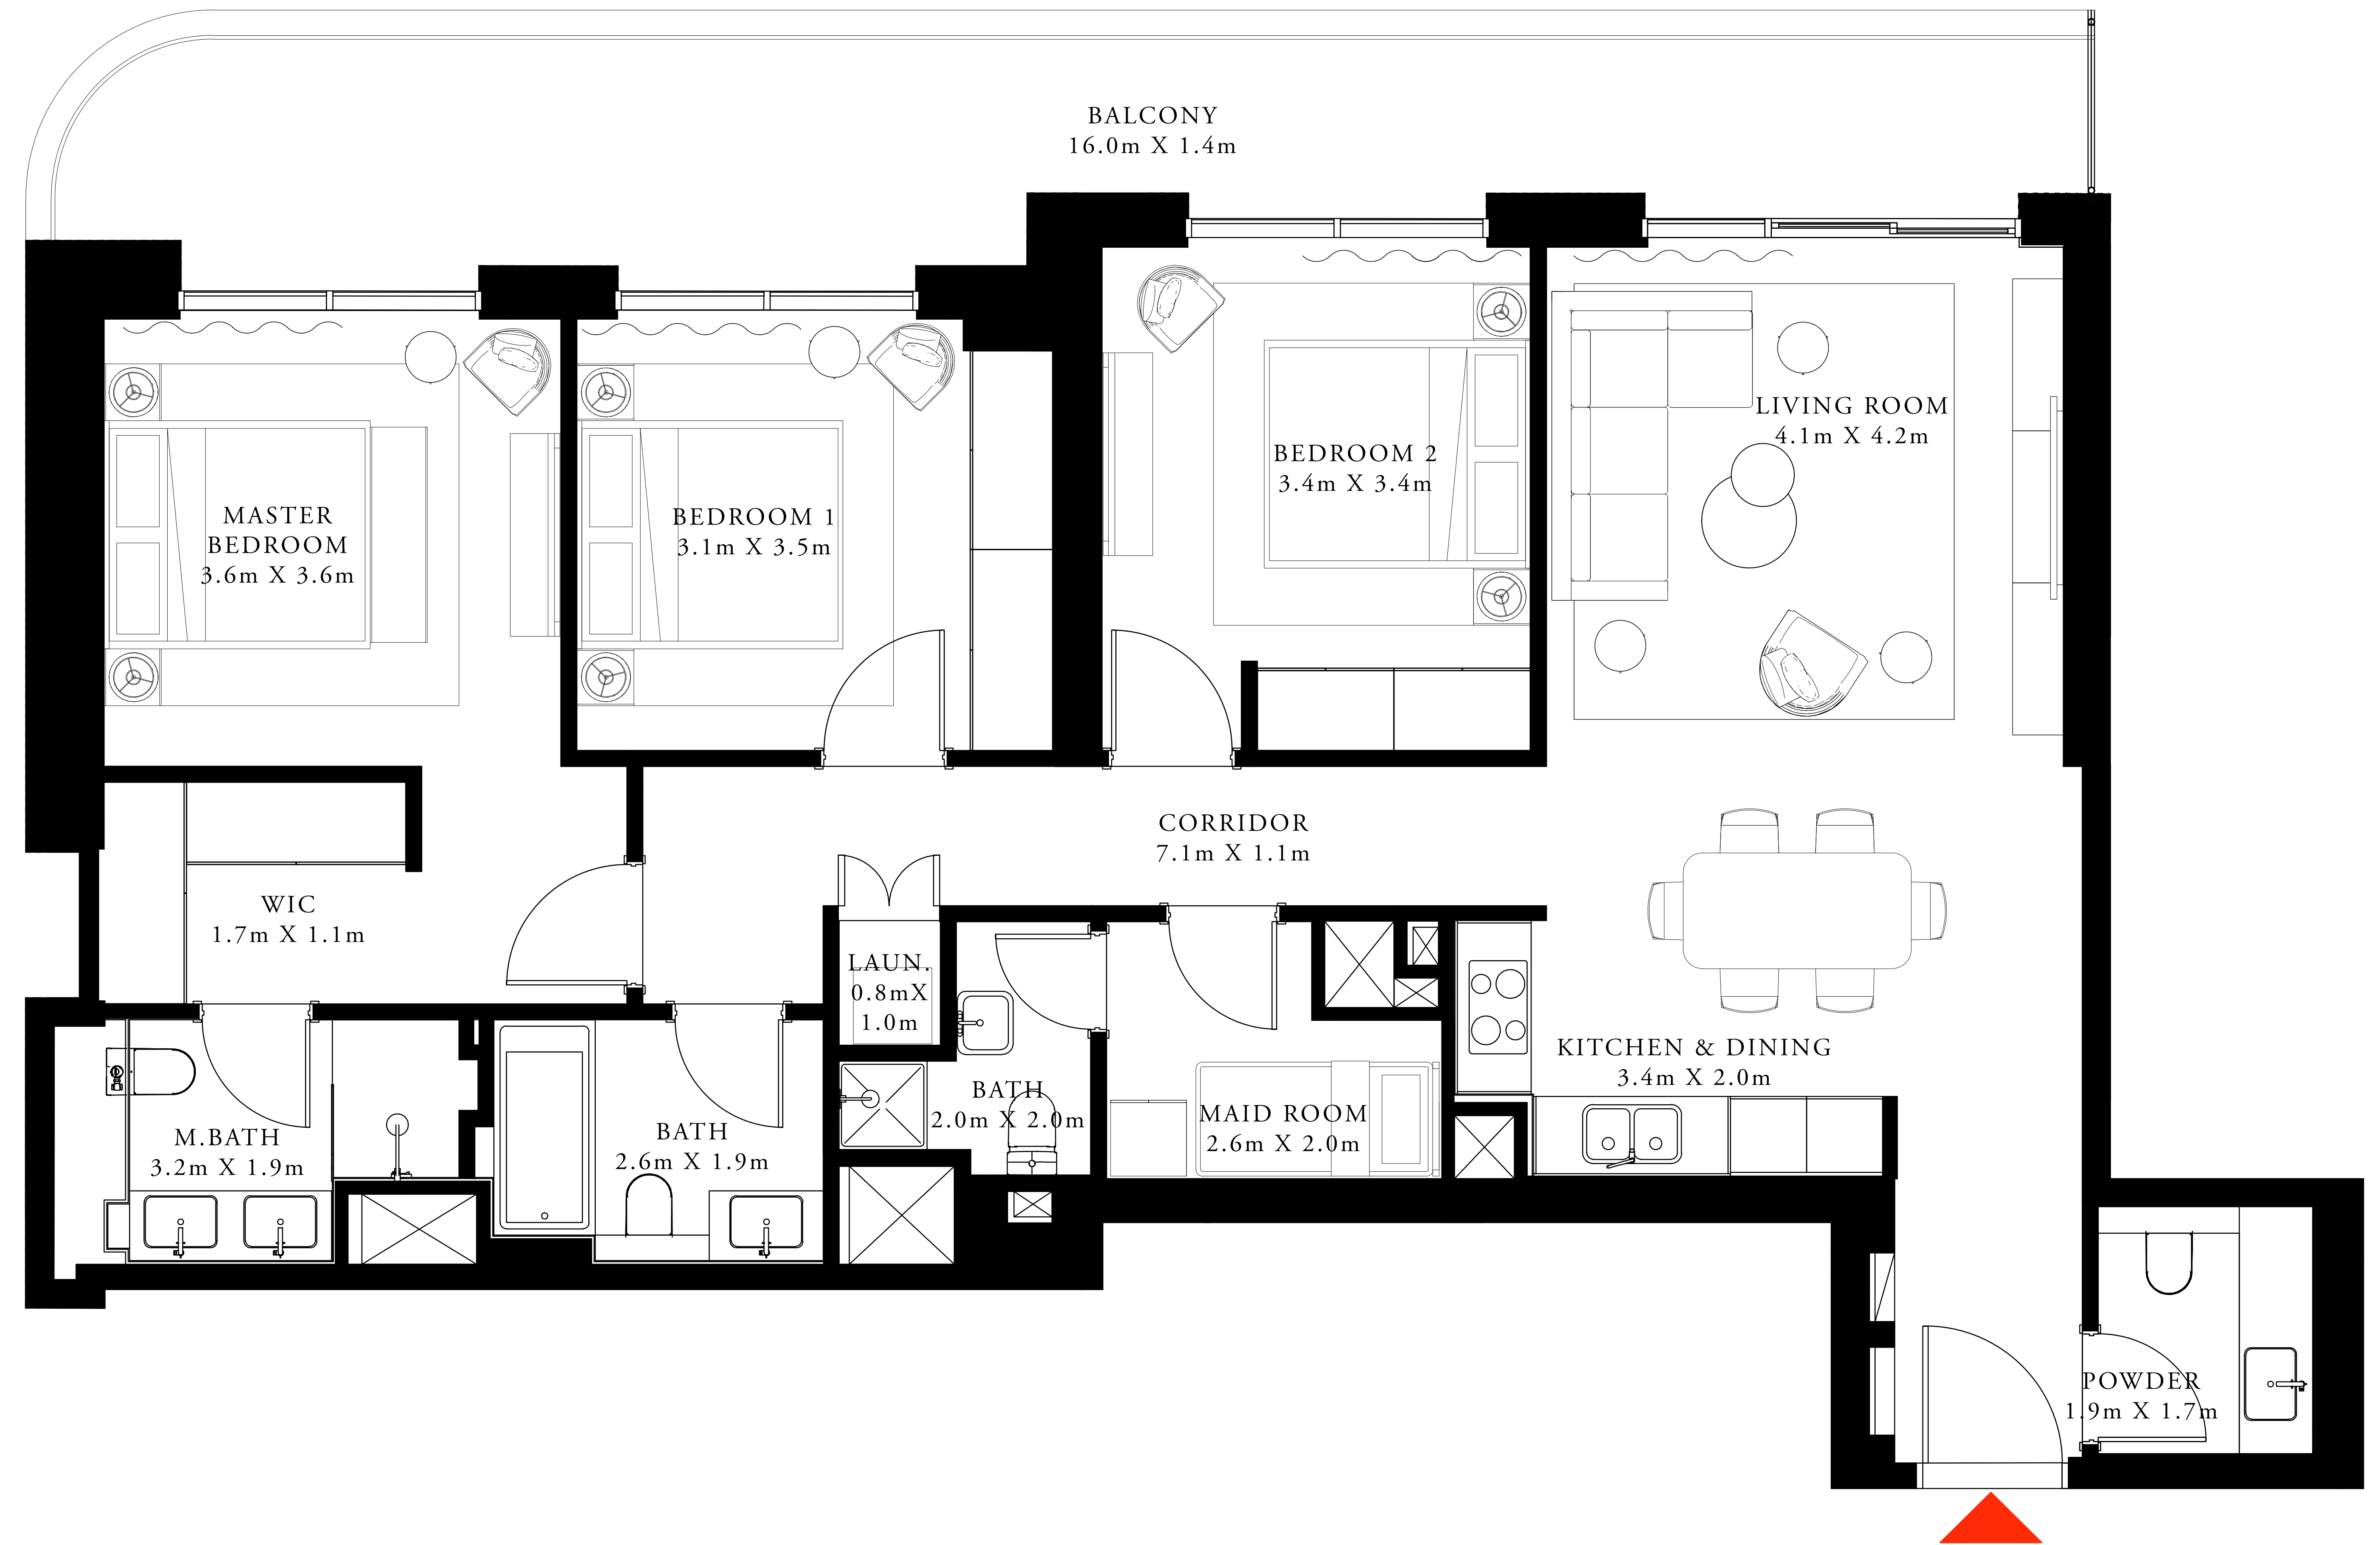 BALCONY
16.0m X 1.4m
MASTER
BEDROOM
3.6m X 3.6m
BEDROOM 1
3.1m X 3.5m
BEDROOM 2
3.4m X 3.4m
LIVING ROOM
4.1m X 4.2m
CORRIDOR
7.1m X 1.1m
WIC
1.7m X 1.1m
LAUN.
0.8mX
1.0m
KITCHEN & DINING
3.4m X 2.0m
M.BATH
3.2m X 1.9m
BATH
2.6m X 1.9m
BATH
2.0m X 2.0m
MAID ROOM
2.6m X 2.0m
POWDER
1.9m X 1.7m